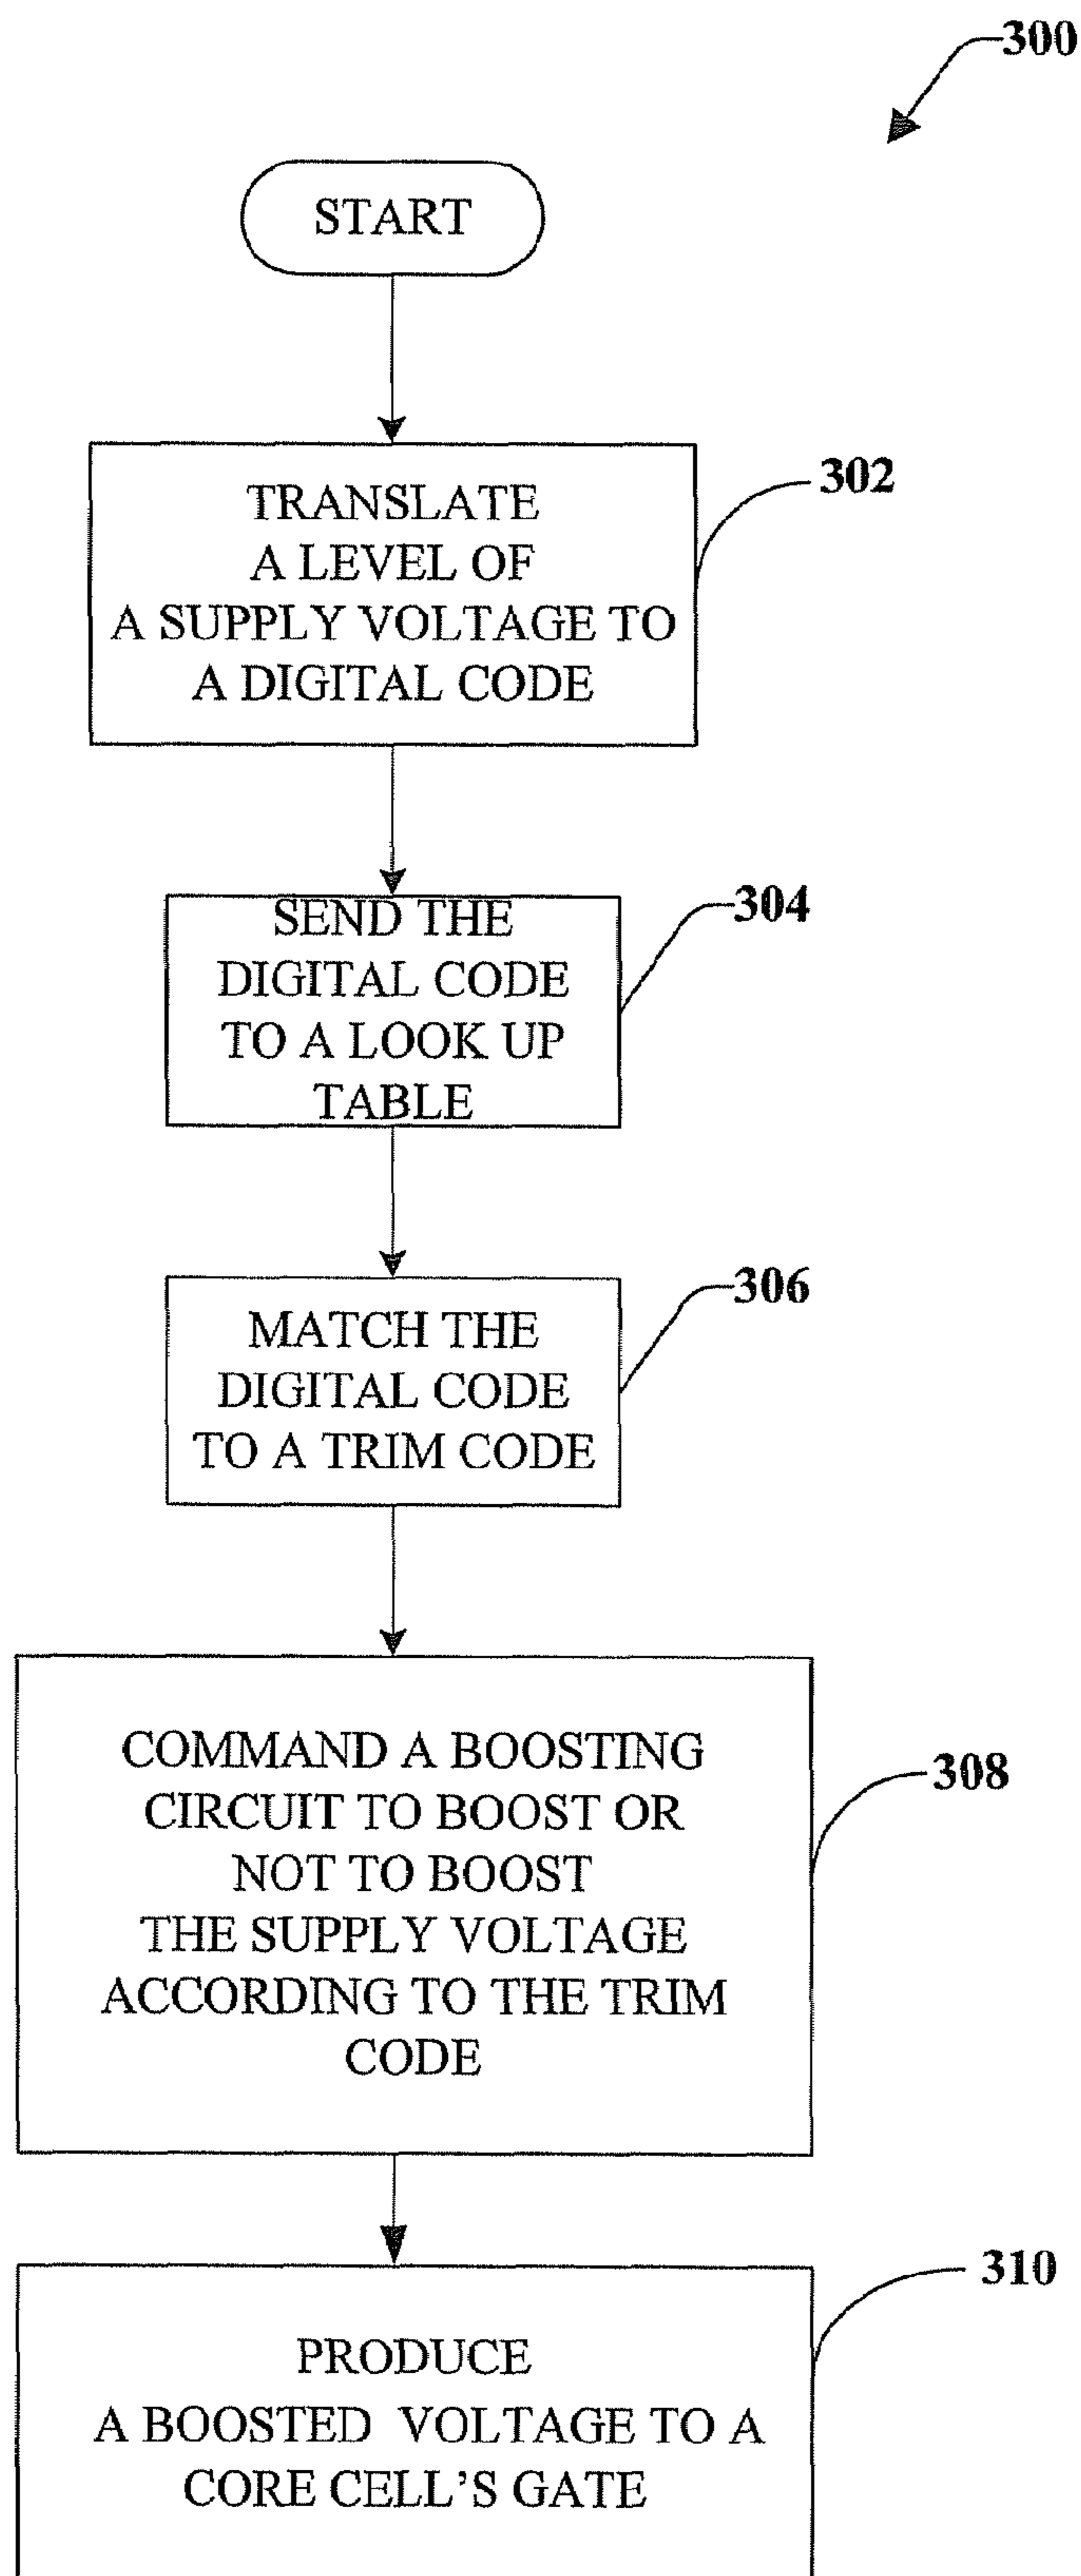 300
START
302
TRANSLATE
A LEVEL OF
A SUPPLY VOLTAGE TO
A DIGITAL CODE
304
SEND THE
DIGITAL CODE
TO A LOOK UP
TABLE
306
MATCH THE
DIGITAL CODE
TO A TRIM CODE
308
COMMAND A BOOSTING
CIRCUIT TO BOOST OR
NOT TO BOOST
THE SUPPLY VOLTAGE
ACCORDING TO THE TRIM
CODE
310
PRODUCE
A BOOSTED VOLTAGE TO A
CORE CELL'S GATE